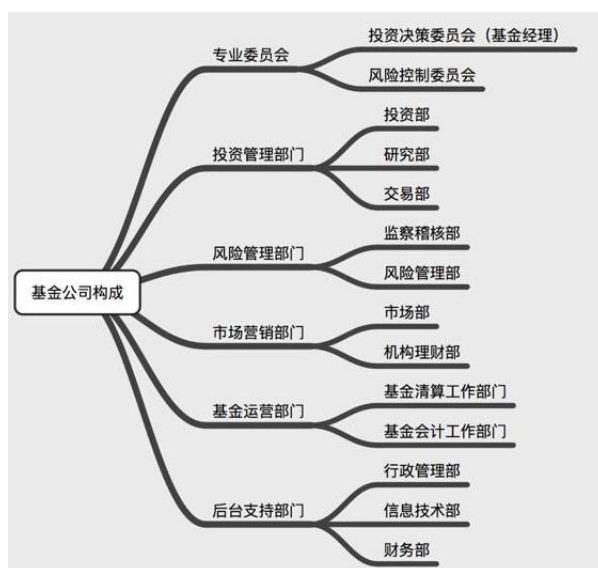 基金公司构成
专业委员会
投资决策委员会（基金经理）
风险控制委员会
投资管理部门
投资部
研究部
交易部
风险管理部门
监察稽核部
风险管理部
市场营销部门
市场部
机构理财部
基金运营部门
基金清算工作部门
基金会计工作部门
后台支持部门
行政管理部
信息技术部
财务部